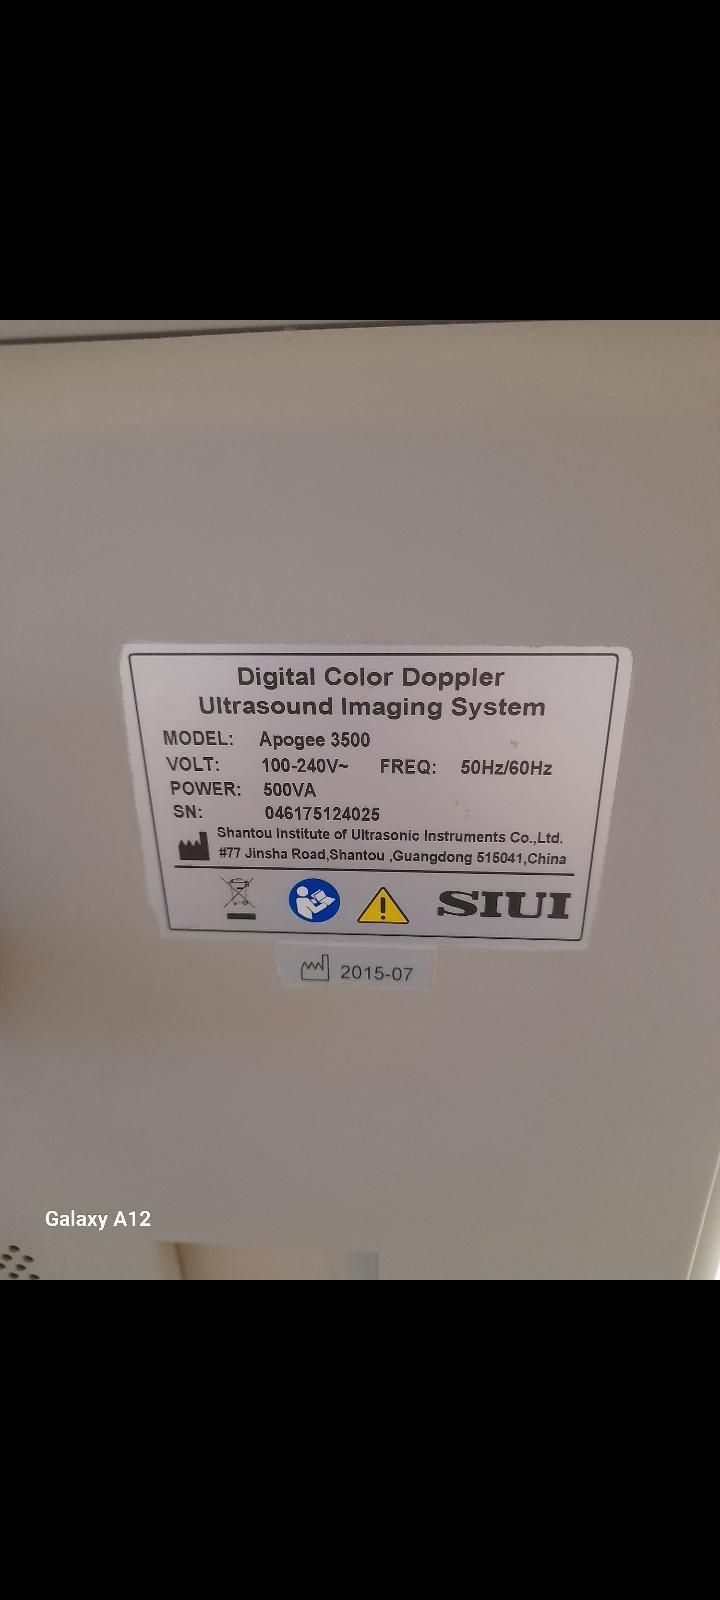 Digital Color Doppler
Ultrasound Imaging System
MODEL: Apogee 3500
VOLT: 100-240V~ FREQ: 50Hz/60Hz
POWER: 500VA
SN: 046175124025
Shantou Institute of Ultrasonic Instruments Co.,Ltd.
#77 Jinsha Road,Shantou ,Guangdong 515041,China
SIUI
2015-07
Galaxy A12